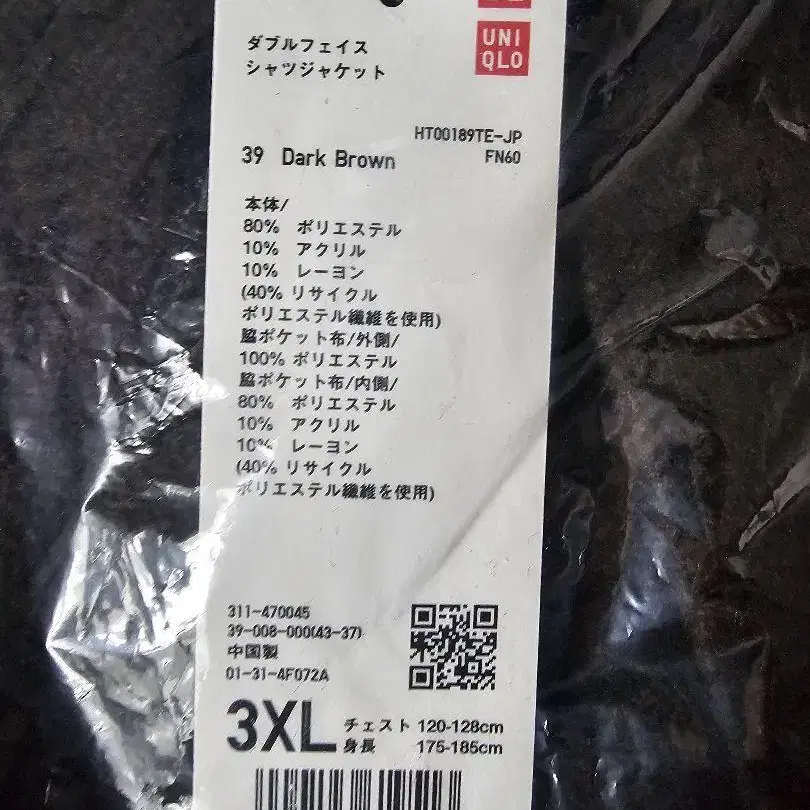 ダブルフェイス
シャツジャケット
UNI
QLO
HT00189TE-JP
39 Dark Brown
FN60
本体/
80% ポリエステル
10% アクリル
10% レーヨン
(40% リサイクル
ポリエステル繊維を使用)
脇ポケット布/外側/
100% ポリエステル
脇ポケット布/内側/
80% ポリエステル
10% アクリル
10% レーヨン
(40% リサイクル
ポリエステル繊維を使用)
311-470045
39-008-000(43-37)
中国製
01-31-4F072A
3XL
チェスト 120-128cm
身長 175-185cm